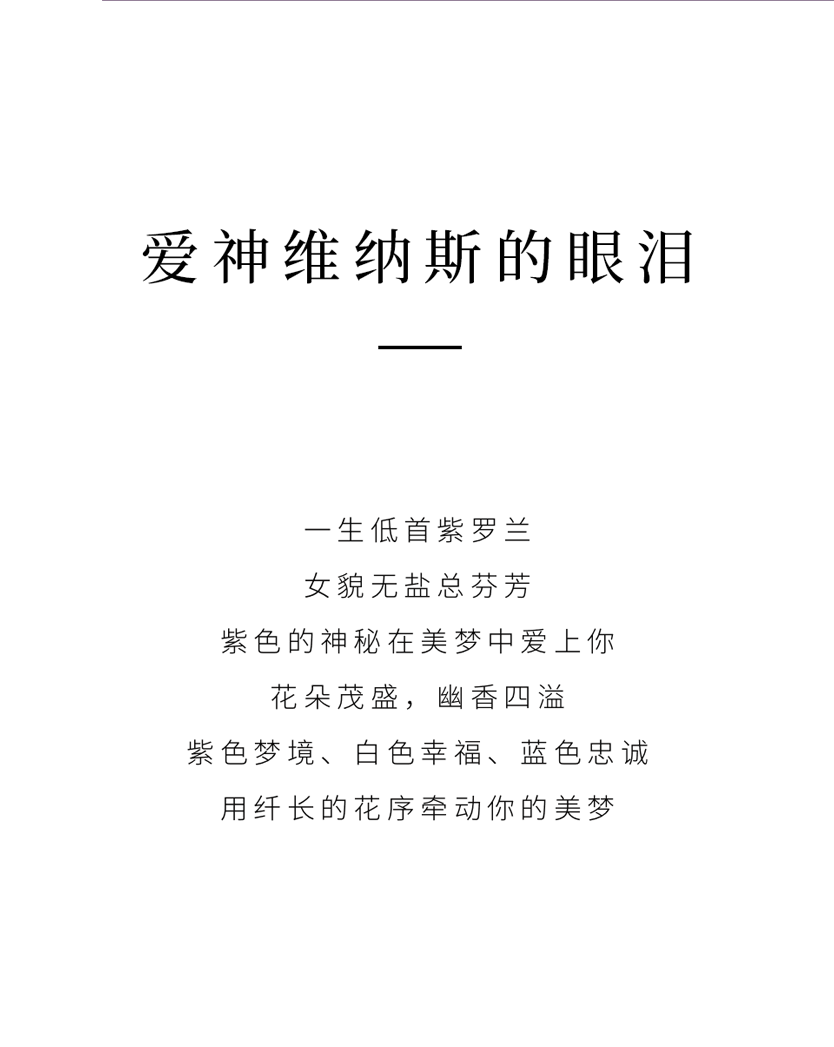 爱神维纳斯的眼泪
一生低首紫罗兰
女貌无盐总芬芳
紫色的神秘在美梦中爱上你
花朵茂盛，幽香四溢
紫色梦境、白色幸福、蓝色忠诚
用纤长的花序牵动你的美梦